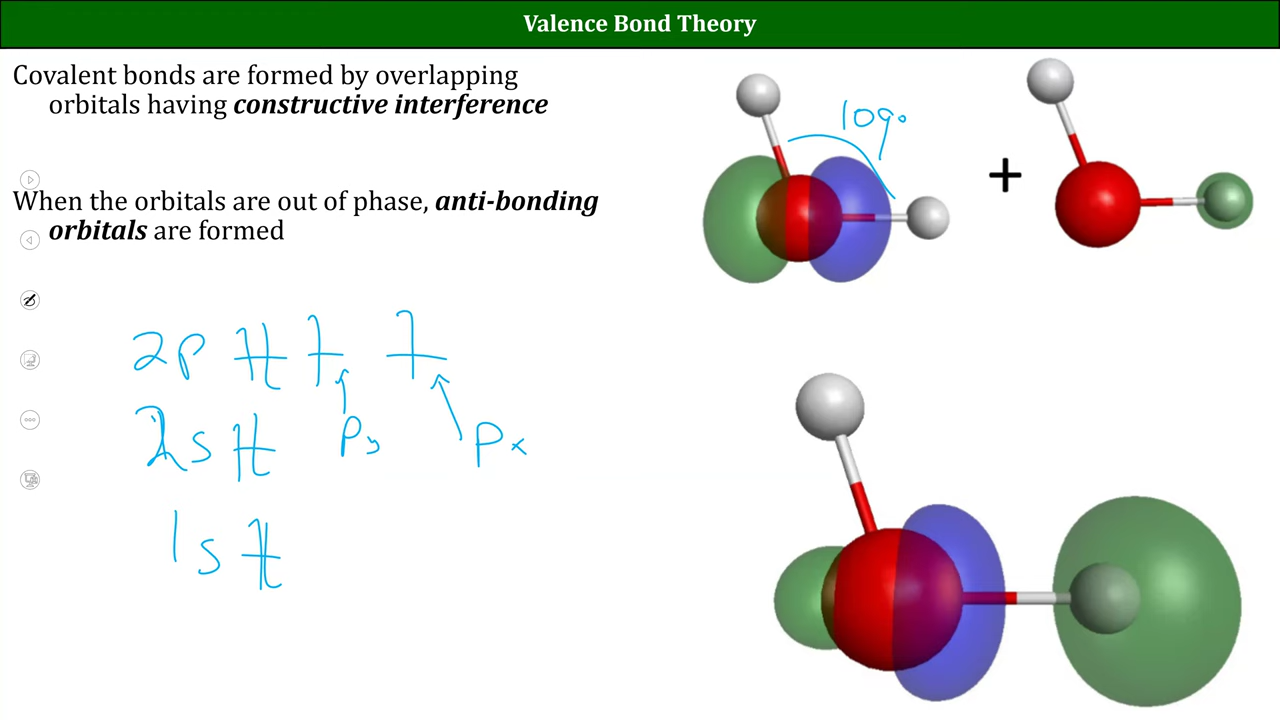 Valence Bond Theory
Covalent bonds are formed by overlapping
orbitals having constructive interference
When the orbitals are out of phase, anti-bonding
orbitals are formed
109°
+
2p
Py
Px
2s
1s